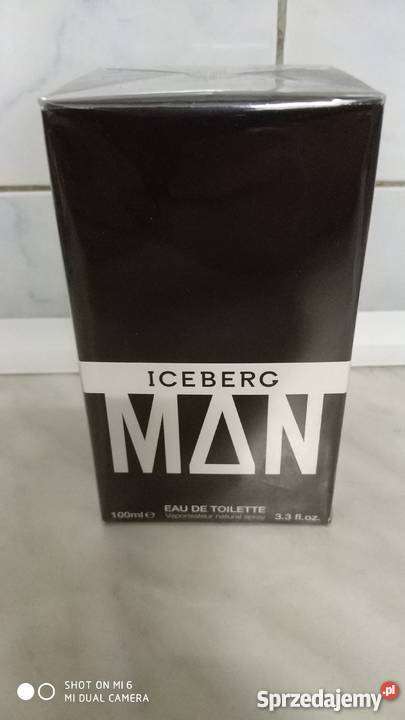 ICEBERG
MAN
EAU DE TOILETTE
100ml e Vaporisateur natural spray 3.3 fl.oz.
SHOT ON MI 6
MI DUAL CAMERA
Sprzedajemy.pl